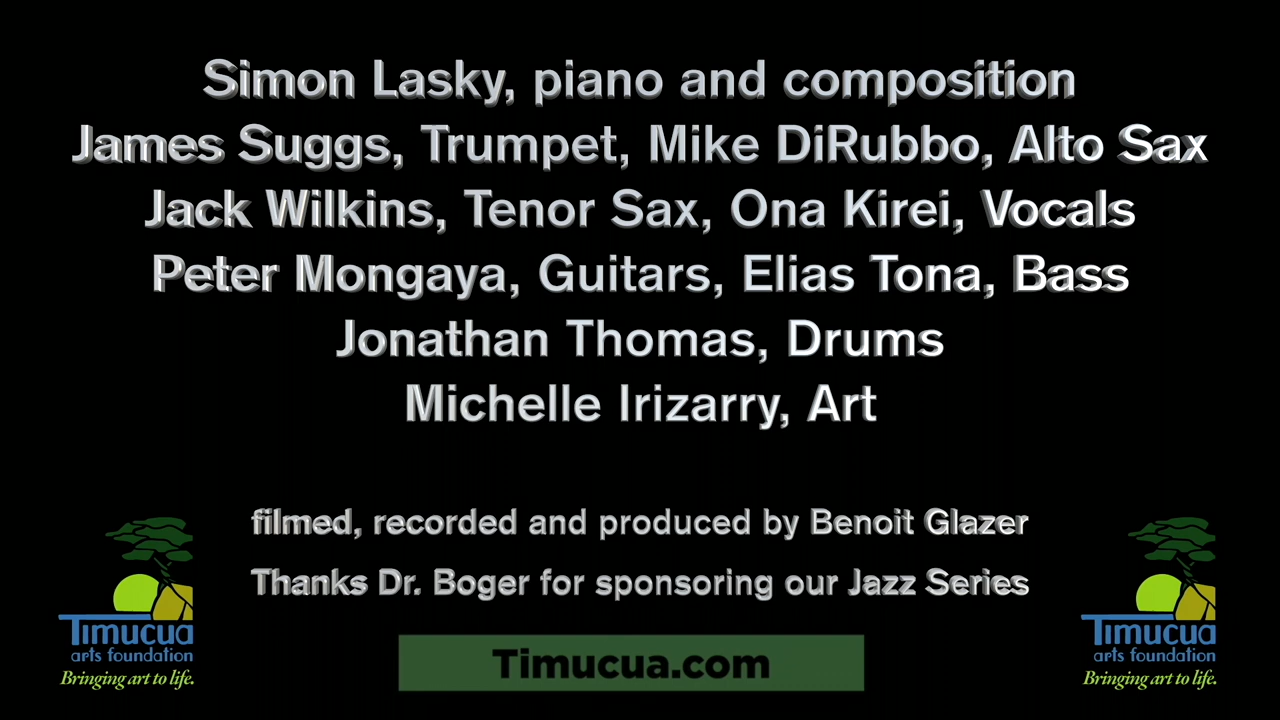 Simon Lasky, piano and composition
James Suggs, Trumpet, Mike DiRubbo, Alto Sax
Jack Wilkins, Tenor Sax, Ona Kirei, Vocals
Peter Mongaya, Guitars, Elias Tona, Bass
Jonathan Thomas, Drums
Michelle Irizarry, Art
filmed, recorded and produced by Benoit Glazer
Thanks Dr. Boger for sponsoring our Jazz Series
Timucua
arts foundation
Bringing art to life.
Timucua
arts foundation
Bringing art to life.
Timucua.com